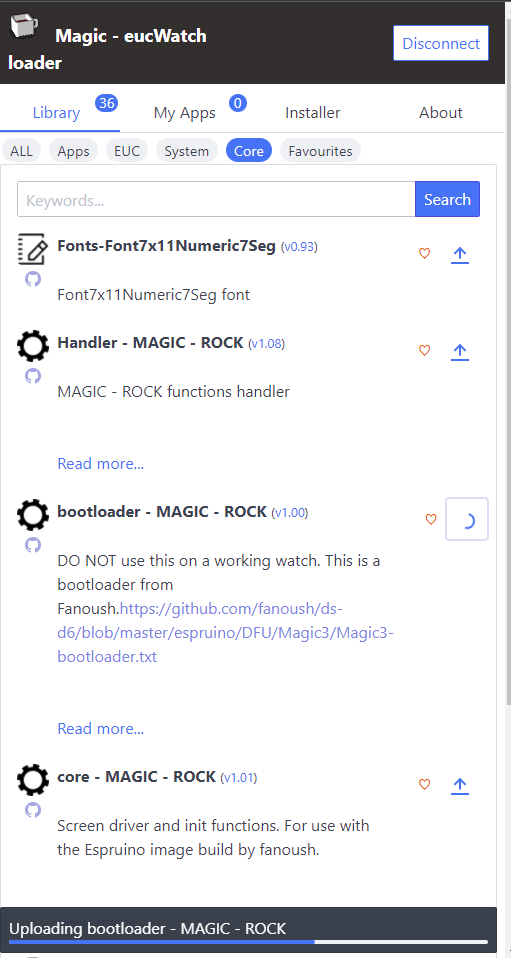 Magic - eucWatch
loader
Disconnect
Library 36 My Apps 0 Installer About
ALL Apps EUC System Core Favourites
Keywords... Search
Fonts-Font7x11Numeric7Seg (v0.93)
Font7x11Numeric7Seg font
Handler - MAGIC - ROCK (v1.08)
MAGIC - ROCK functions handler
Read more...
bootloader - MAGIC - ROCK (v1.00)
DO NOT use this on a working watch. This is a
bootloader from
Fanoush.https://github.com/fanoush/ds-
d6/blob/master/espruino/DFU/Magic3/Magic3-
bootloader.txt
Read more...
core - MAGIC - ROCK (v1.01)
Screen driver and init functions. For use with
the Espruino image build by fanoush.
Uploading bootloader - MAGIC - ROCK